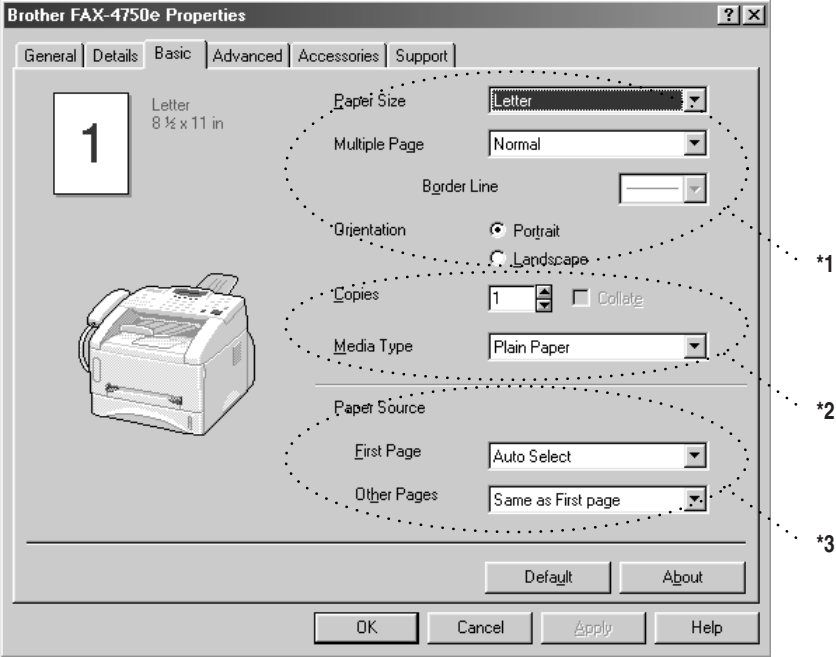 Brother FAX-4750e Properties
General Details Basic Advanced Accessories Support
1
Letter
8 ½ x 11 in
Paper Size Letter
Multiple Page Normal
Border Line
Orientation Portrait
Landscape
*1
Copies 1 Collate
Media Type Plain Paper
*2
Paper Source
First Page Auto Select
Other Pages Same as First page
*3
Default About
OK Cancel Apply Help